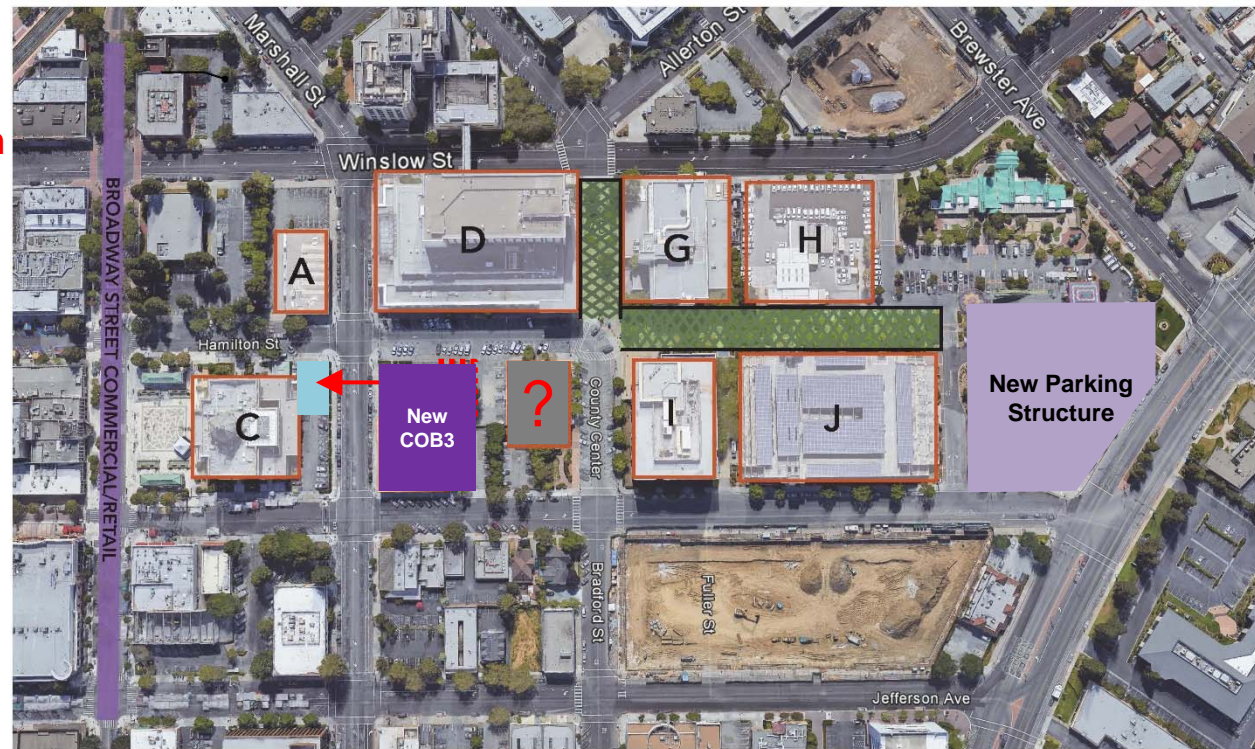 Marshall St
Allerton St
Brewster Ave
Winslow St
BROADWAY STREET COMMERCIAL/RETAIL
A
D
G
H
Hamilton St
C
New
COB3
?
County Center
I
J
New Parking
Structure
Bradford St
Fuller St
Jefferson Ave